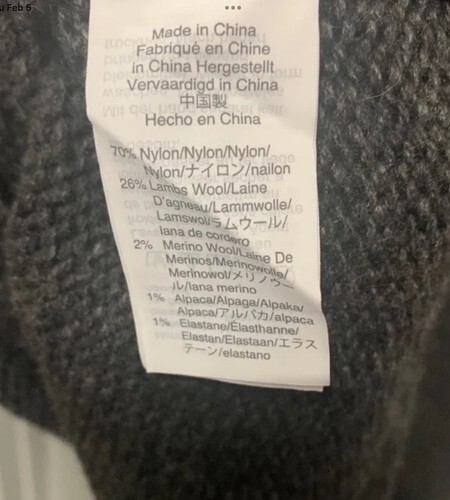 u Feb 5
Made in China
Fabriqué en Chine
in China Hergestellt
Vervaardigd in China
中国製
Hecho en China
70% Nylon/Nylon/Nylon/
Nylon/ナイロン/nailon
26% Lambs Wool/Laine
D'agneau/Lammwolle/
Lamswol/ラムウール/
lana de cordero
2% Merino Wool/Laine De
Merinos/Merinowolle/
Merinowol/メリノウー
ル/lana merino
1% Alpaca/Alpaga/Alpaka/
Alpaca/アルパカ/alpaca
1% Elastane/Élasthanne/
Elastan/Elastaan/エラス
テーン/elastano